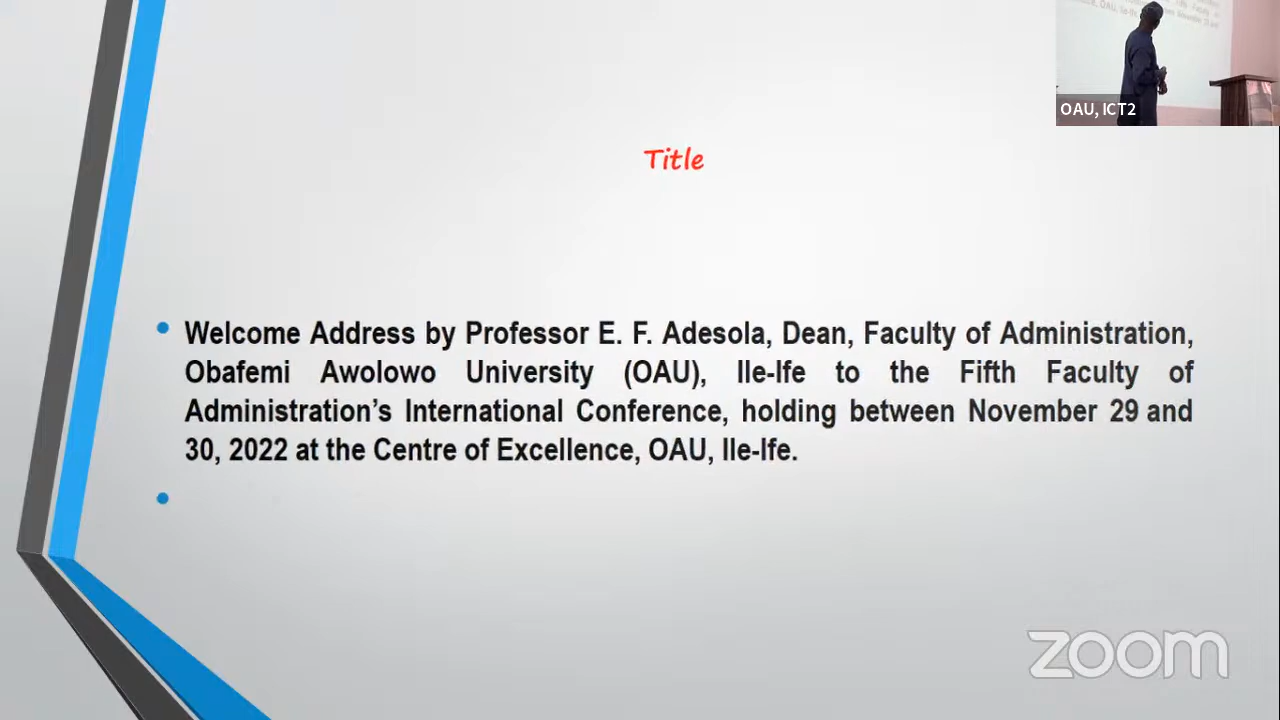 OAU, ICT2
Title
Welcome Address by Professor E. F. Adesola, Dean, Faculty of Administration,
Obafemi Awolowo University (OAU), Ile-Ife to the Fifth Faculty of
Administration's International Conference, holding between November 29 and
30, 2022 at the Centre of Excellence, OAU, Ile-Ife.
zoom